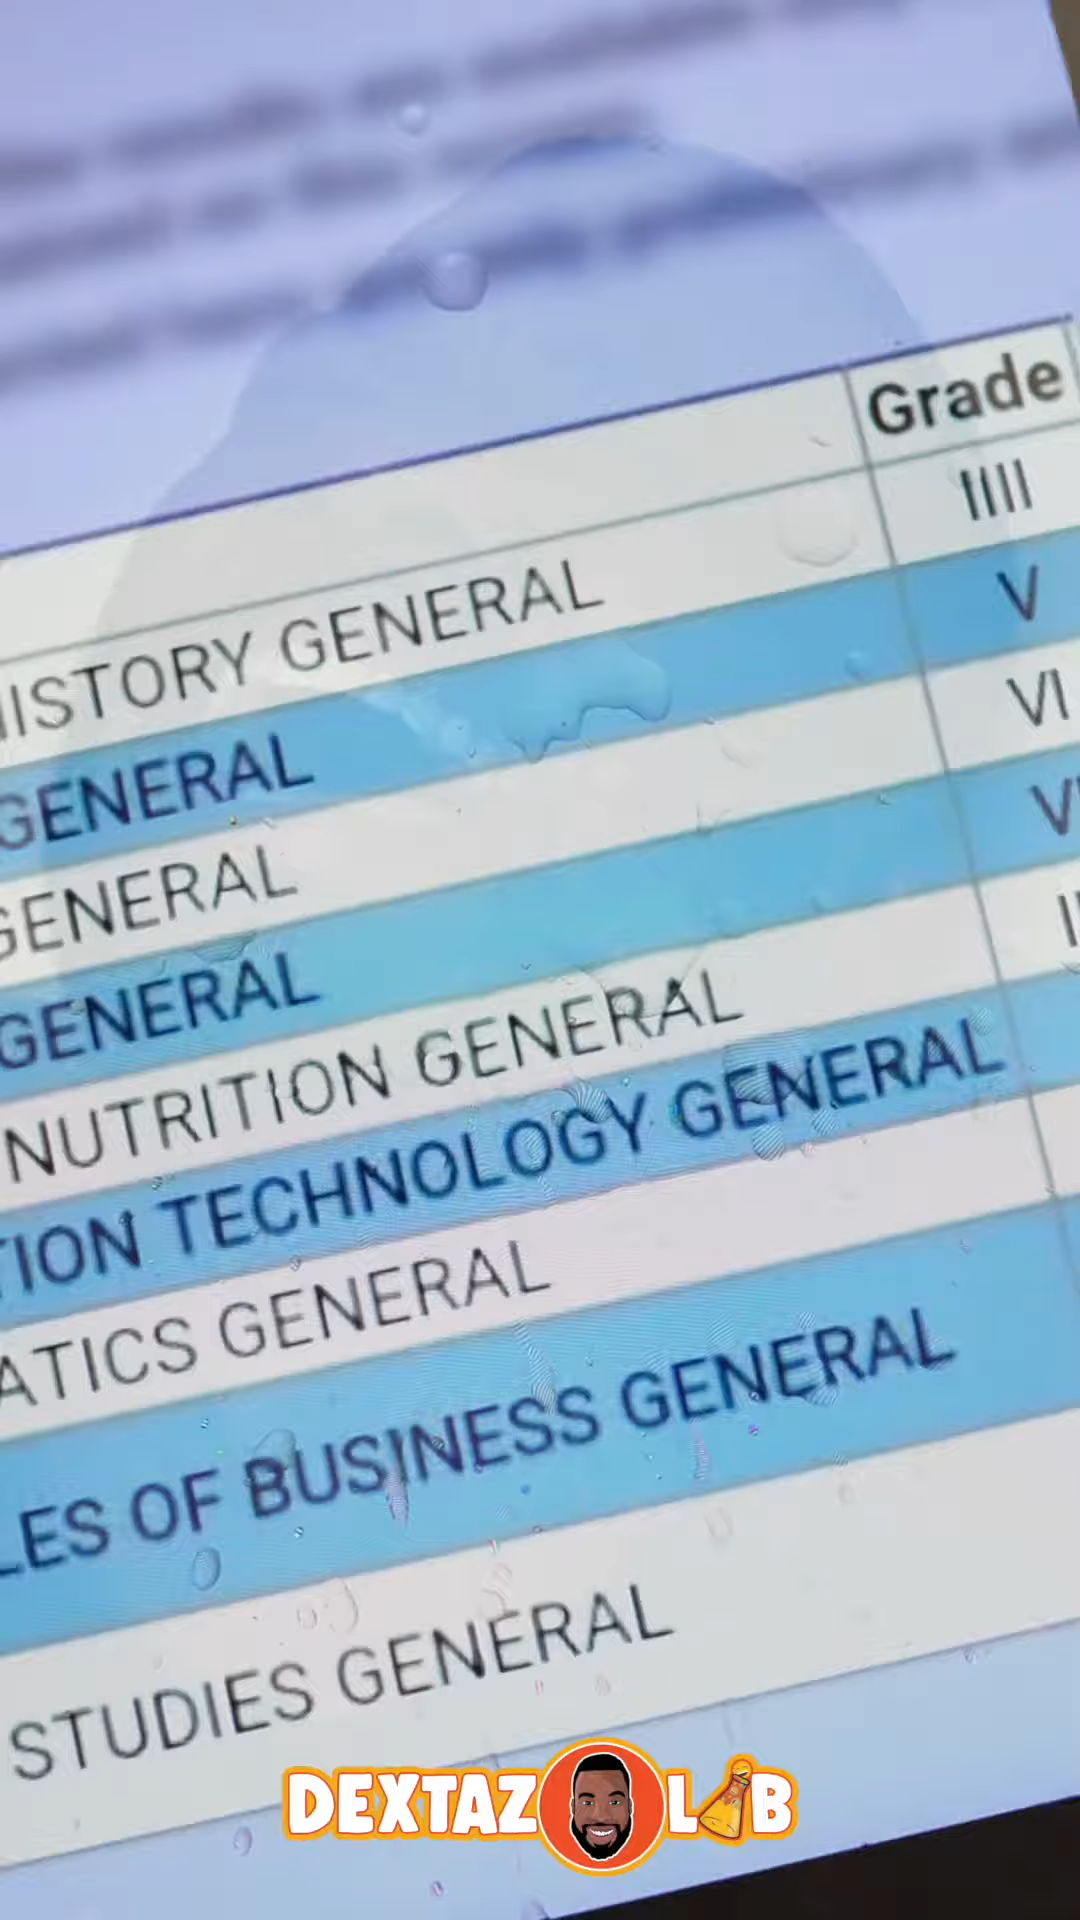 Grade
IIII
ISTORY GENERAL V
GENERAL VI
GENERAL
GENERAL
NUTRITION GENERAL
TION TECHNOLOGY GENERAL
ATICS GENERAL
LES OF BUSINESS GENERAL
STUDIES GENERAL
DEXTAZ LAB